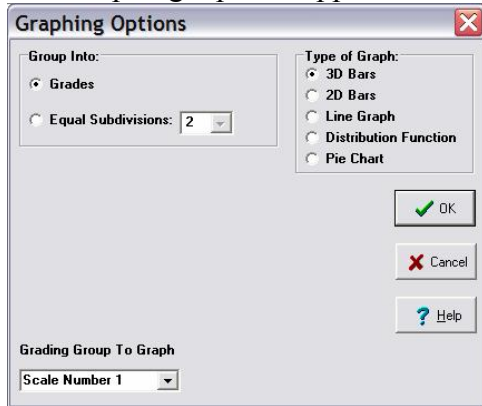 Graphing Options
Group Into:
Grades
Equal Subdivisions: 2
Type of Graph:
3D Bars
2D Bars
Line Graph
Distribution Function
Pie Chart
OK
Cancel
Help
Grading Group To Graph
Scale Number 1